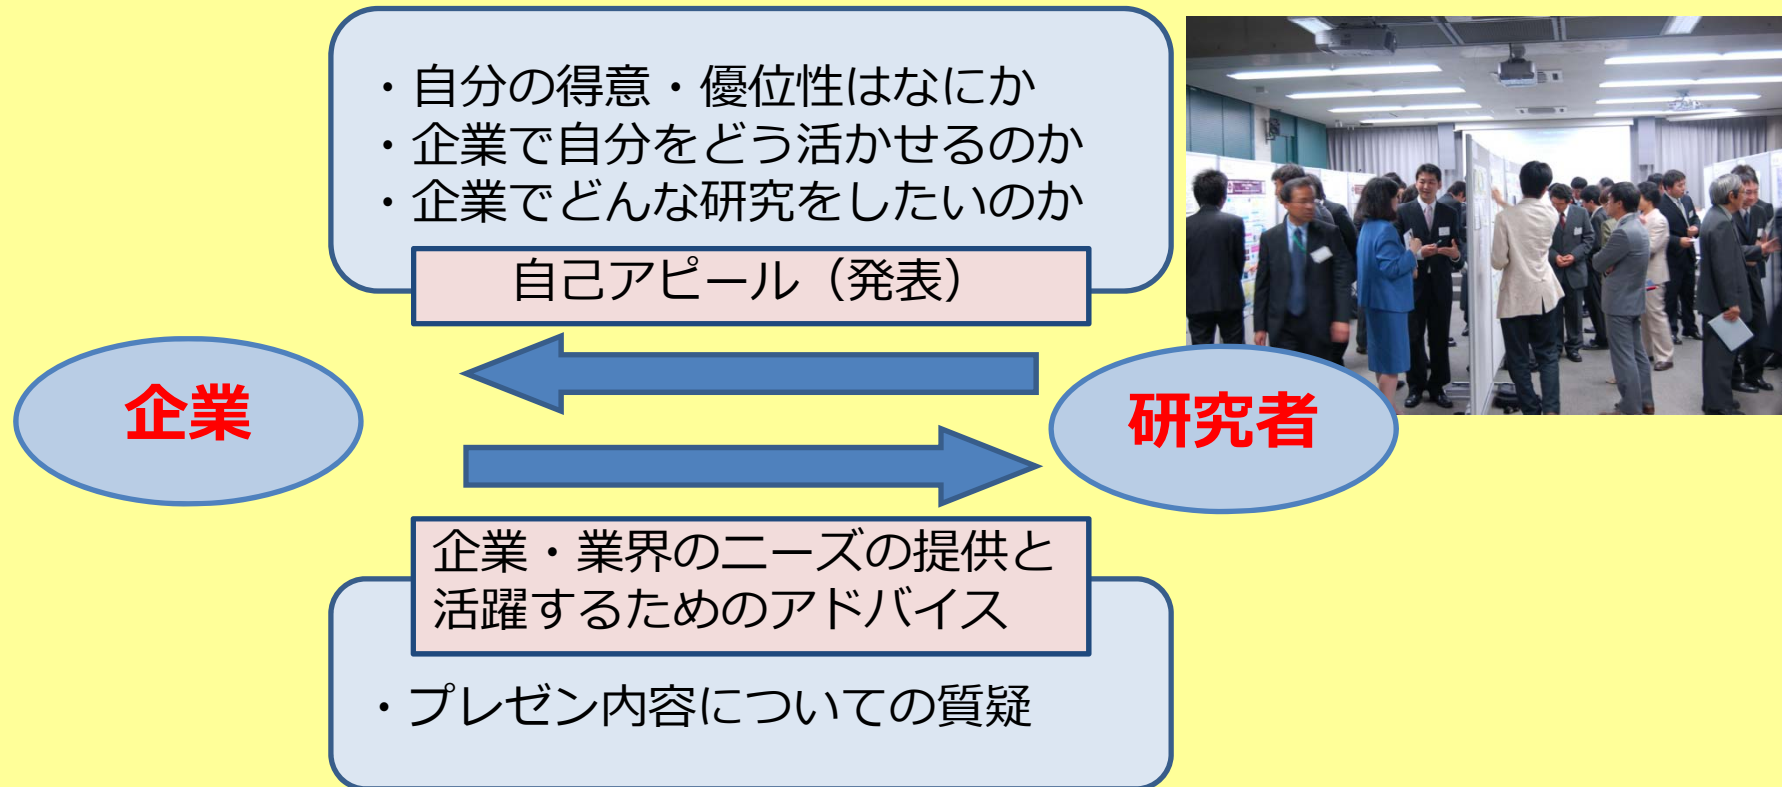 ・自分の得意・優位性はなにか
・企業で自分をどう活かせるのか
・企業でどんな研究をしたいのか
自己アピール（発表）
企業
研究者
企業・業界のニーズの提供と
活躍するためのアドバイス
・プレゼン内容についての質疑